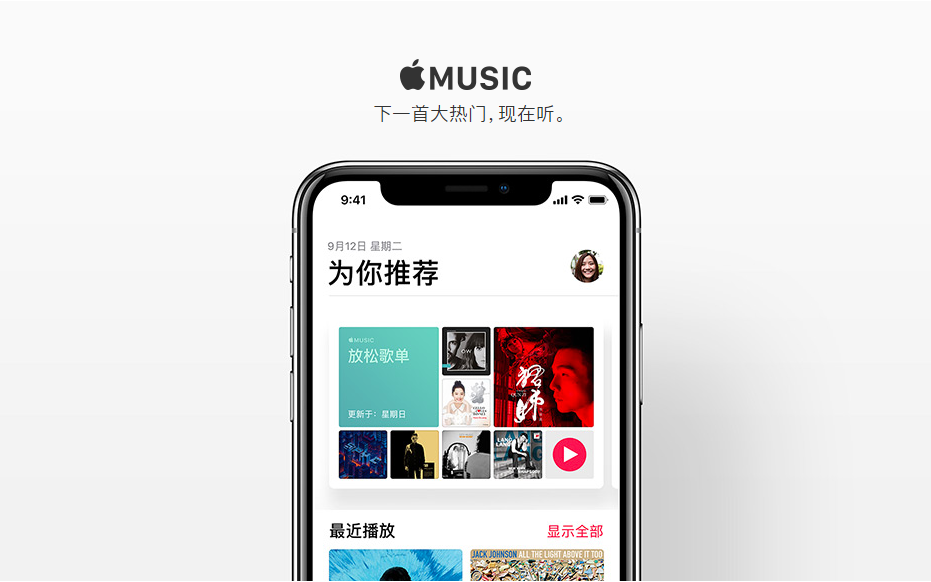 MUSIC
下一首大热门，现在听。
9:41
9月12日 星期二
为你推荐
MUSIC
放松歌单
更新于：星期日
LANG
LANG
最近播放
显示全部
JACK JOHNSON ALL THE LIGHT ABOVE IT TOO